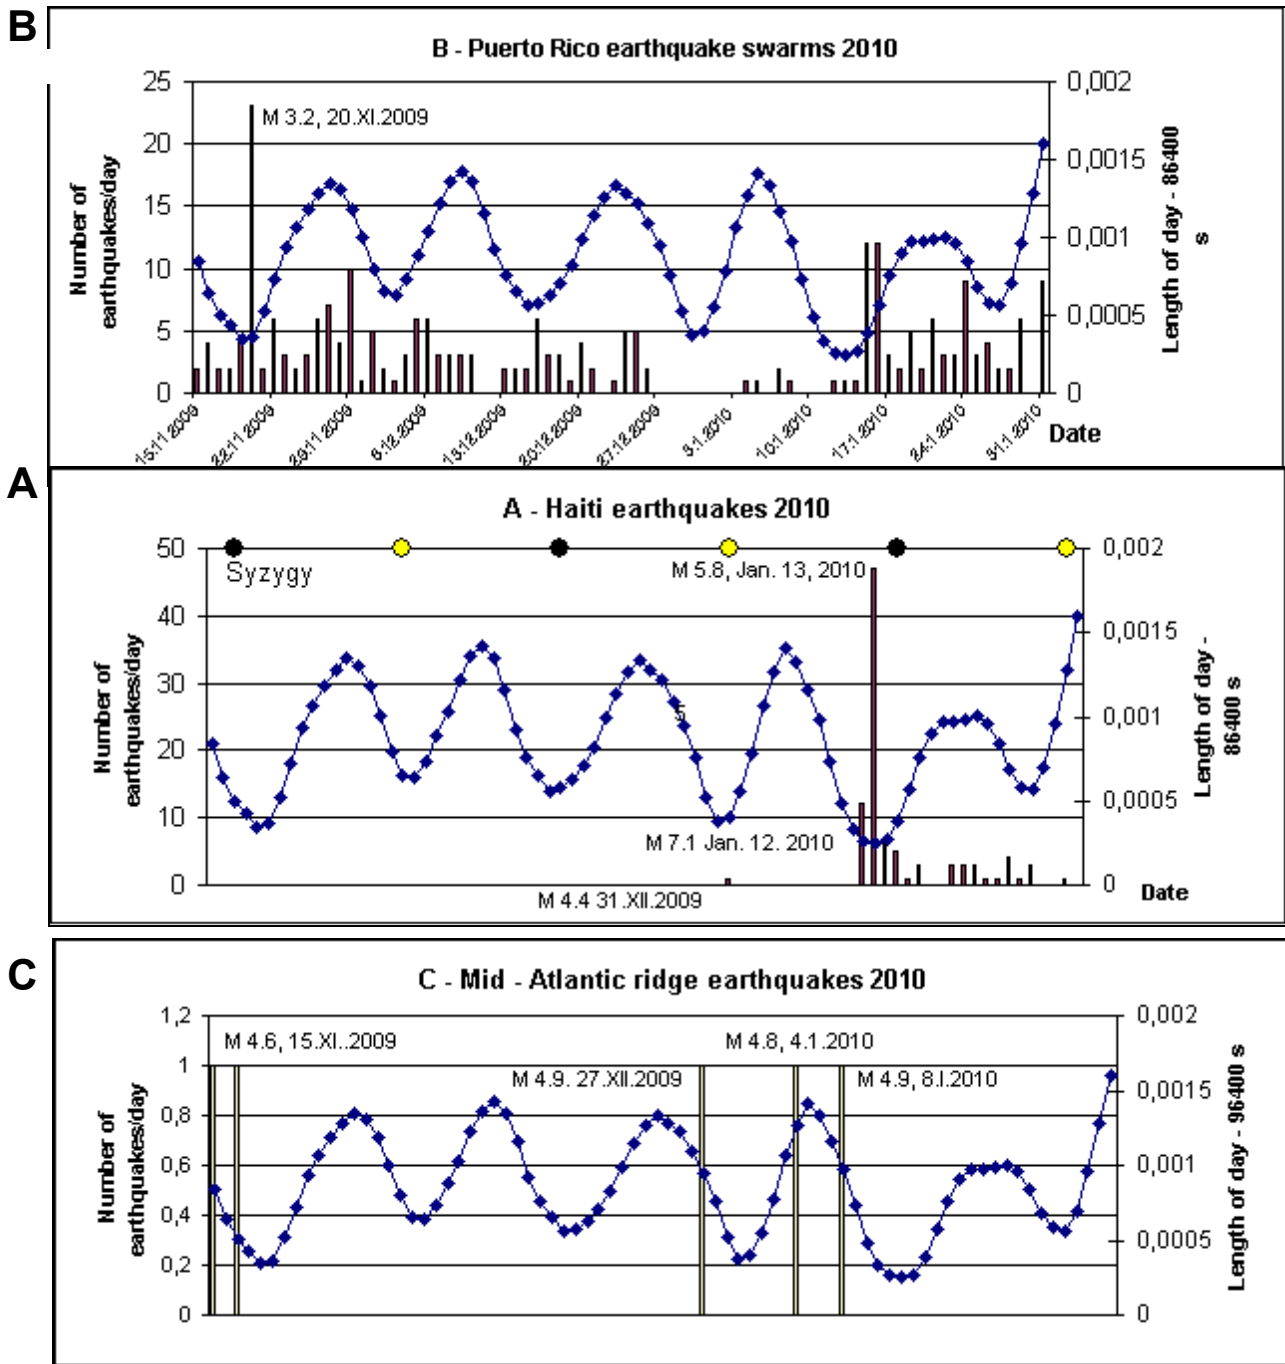 B
B - Puerto Rico earthquake swarms 2010
25
20
15
10
5
0
Number of
earthquakes/day
M 3.2, 20.XI.2009
0,002
0,0015
0,001
0,0005
0
Length of day - 86400
s
15.11.2009
22.11.2009
29.11.2009
6.12.2009
13.12.2009
20.12.2009
27.12.2009
3.1.2010
10.1.2010
17.1.2010
24.1.2010
31.1.2010
Date
A
A - Haiti earthquakes 2010
50
40
30
20
10
0
Number of
earthquakes/day
Syzygy
M 5.8, Jan. 13, 2010
M 7.1 Jan. 12. 2010
M 4.4 31.XII.2009
0,002
0,0015
0,001
0,0005
0
Length of day -
86400 s
Date
C
C - Mid - Atlantic ridge earthquakes 2010
1,2
1
0,8
0,6
0,4
0,2
0
Number of
earthquakes/day
M 4.6, 15.XI..2009
M 4.8, 4.1.2010
M 4.9. 27.XII.2009
M 4.9, 8.I.2010
0,002
0,0015
0,001
0,0005
0
Length of day - 96400 s